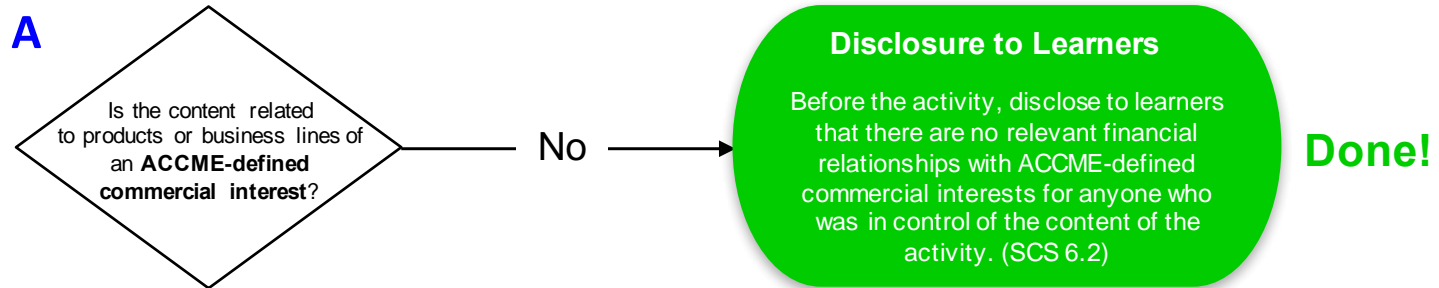 A
Is the content related
to products or business lines of
an ACCME-defined
commercial interest?
No
Disclosure to Learners
Before the activity, disclose to learners
that there are no relevant financial
relationships with ACCME-defined
commercial interests for anyone who
was in control of the content of the
activity. (SCS 6.2)
Done!